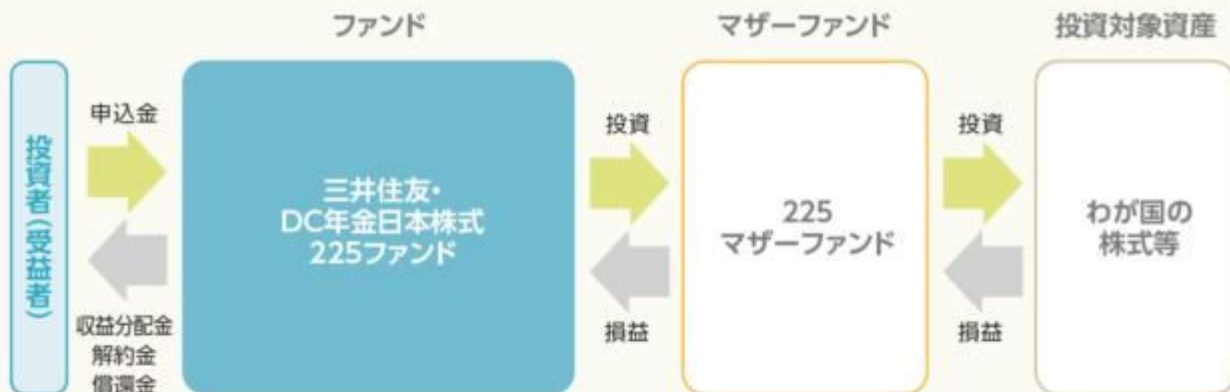 ファンド
マザーファンド
投資対象資産
投資者(受益者)
申込金
収益分配金
解約金
償還金
三井住友・
DC年金日本株式
225ファンド
投資
損益
225
マザーファンド
投資
損益
わが国の
株式等